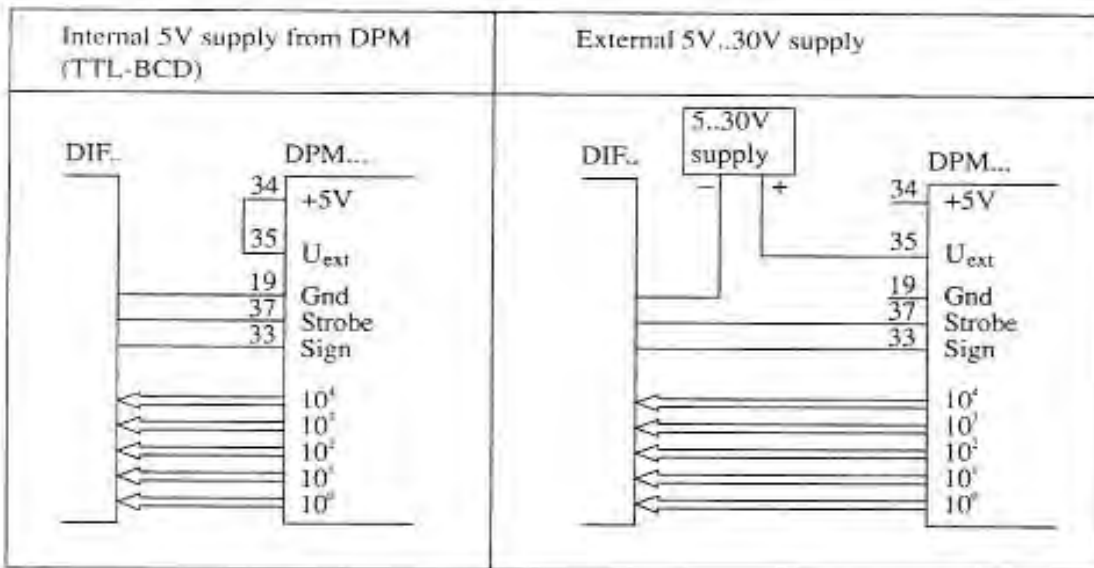 Internal 5V supply from DPM
(TTL-BCD)
DIF..
DPM...
34
+5V
35
Uext
19
Gnd
37
Strobe
33
Sign
10⁴
10³
10²
10¹
10⁰
External 5V..30V supply
5..30V
supply
DIF..
– +
DPM...
34
+5V
35
Uext
19
Gnd
37
Strobe
33
Sign
10⁴
10³
10²
10¹
10⁰